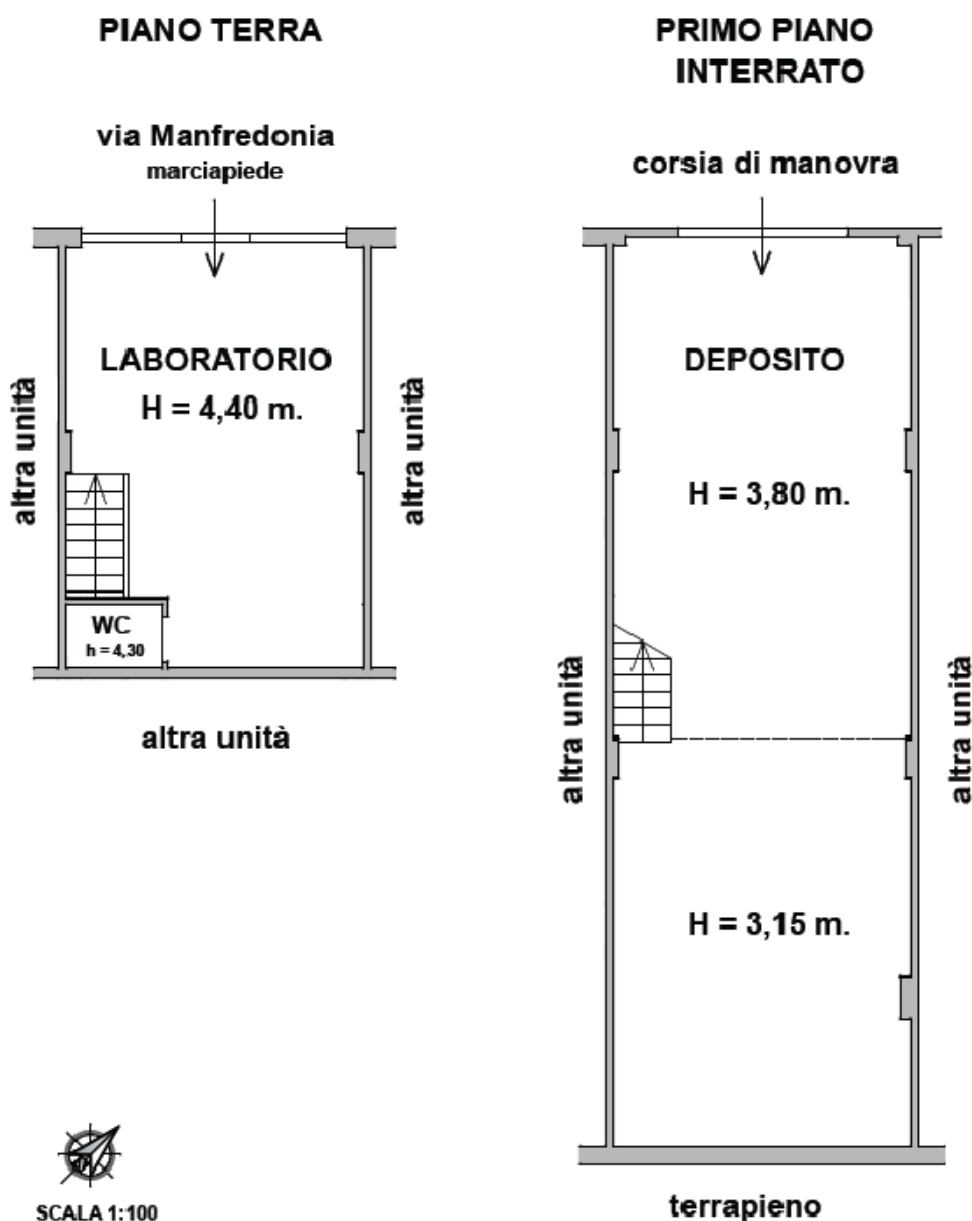 PIANO TERRA
via Manfredonia
marciapiede
LABORATORIO
H = 4,40 m.
altra unità
altra unità
WC
h = 4,30
altra unità
PRIMO PIANO
INTERRATO
corsia di manovra
DEPOSITO
H = 3,80 m.
altra unità
altra unità
H = 3,15 m.
terrapieno
SCALA 1:100